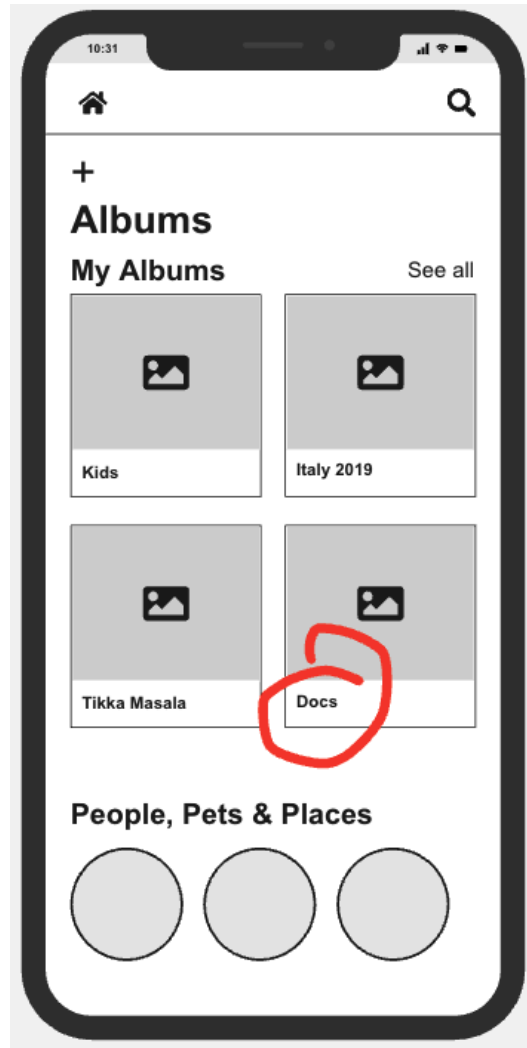 10:31
+
Albums
My Albums See all
Kids Italy 2019
Tikka Masala Docs
People, Pets & Places